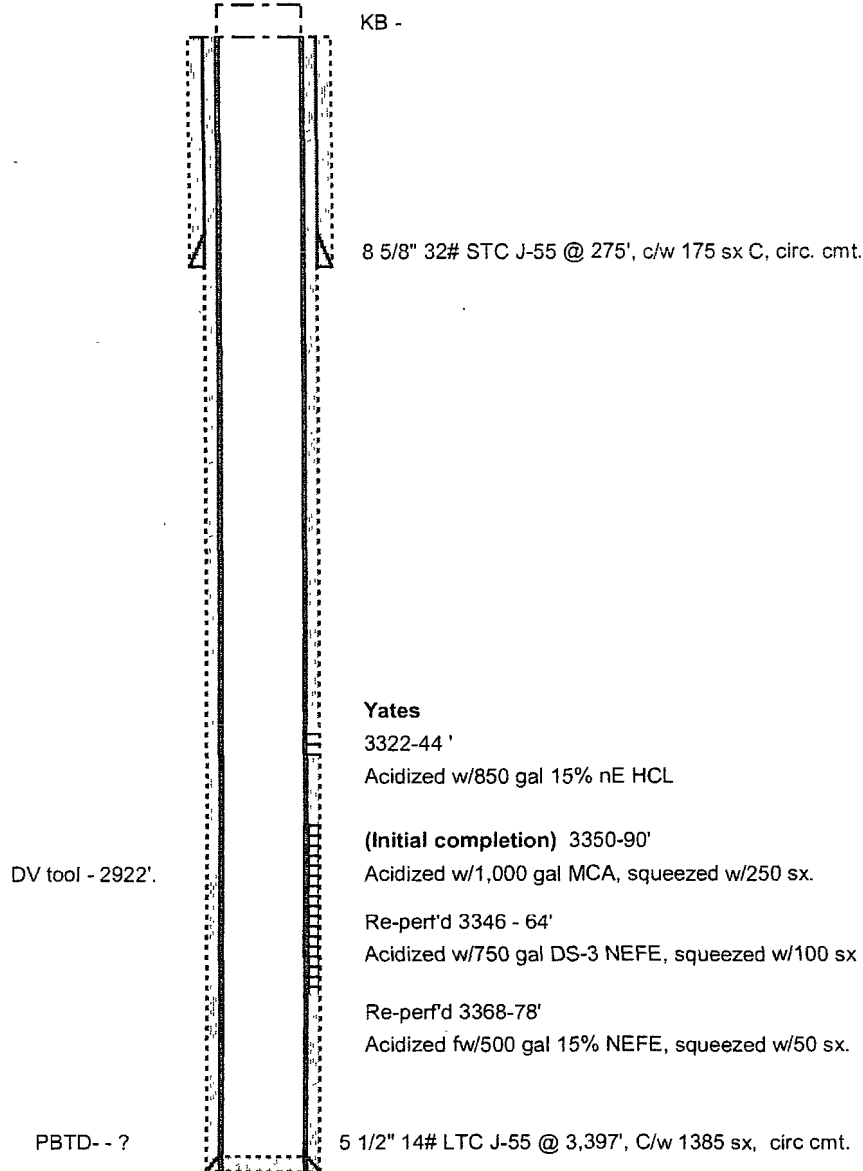 KB -
8 5/8" 32# STC J-55 @ 275', c/w 175 sx C, circ. cmt.
Yates
3322-44 '
Acidized w/850 gal 15% nE HCL
(Initial completion) 3350-90'
DV tool - 2922'.
Acidized w/1,000 gal MCA, squeezed w/250 sx.
Re-perf'd 3346 - 64'
Acidized w/750 gal DS-3 NEFE, squeezed w/100 sx
Re-perf'd 3368-78'
Acidized fw/500 gal 15% NEFE, squeezed w/50 sx.
PBTD- - ?
5 1/2" 14# LTC J-55 @ 3,397', C/w 1385 sx, circ cmt.